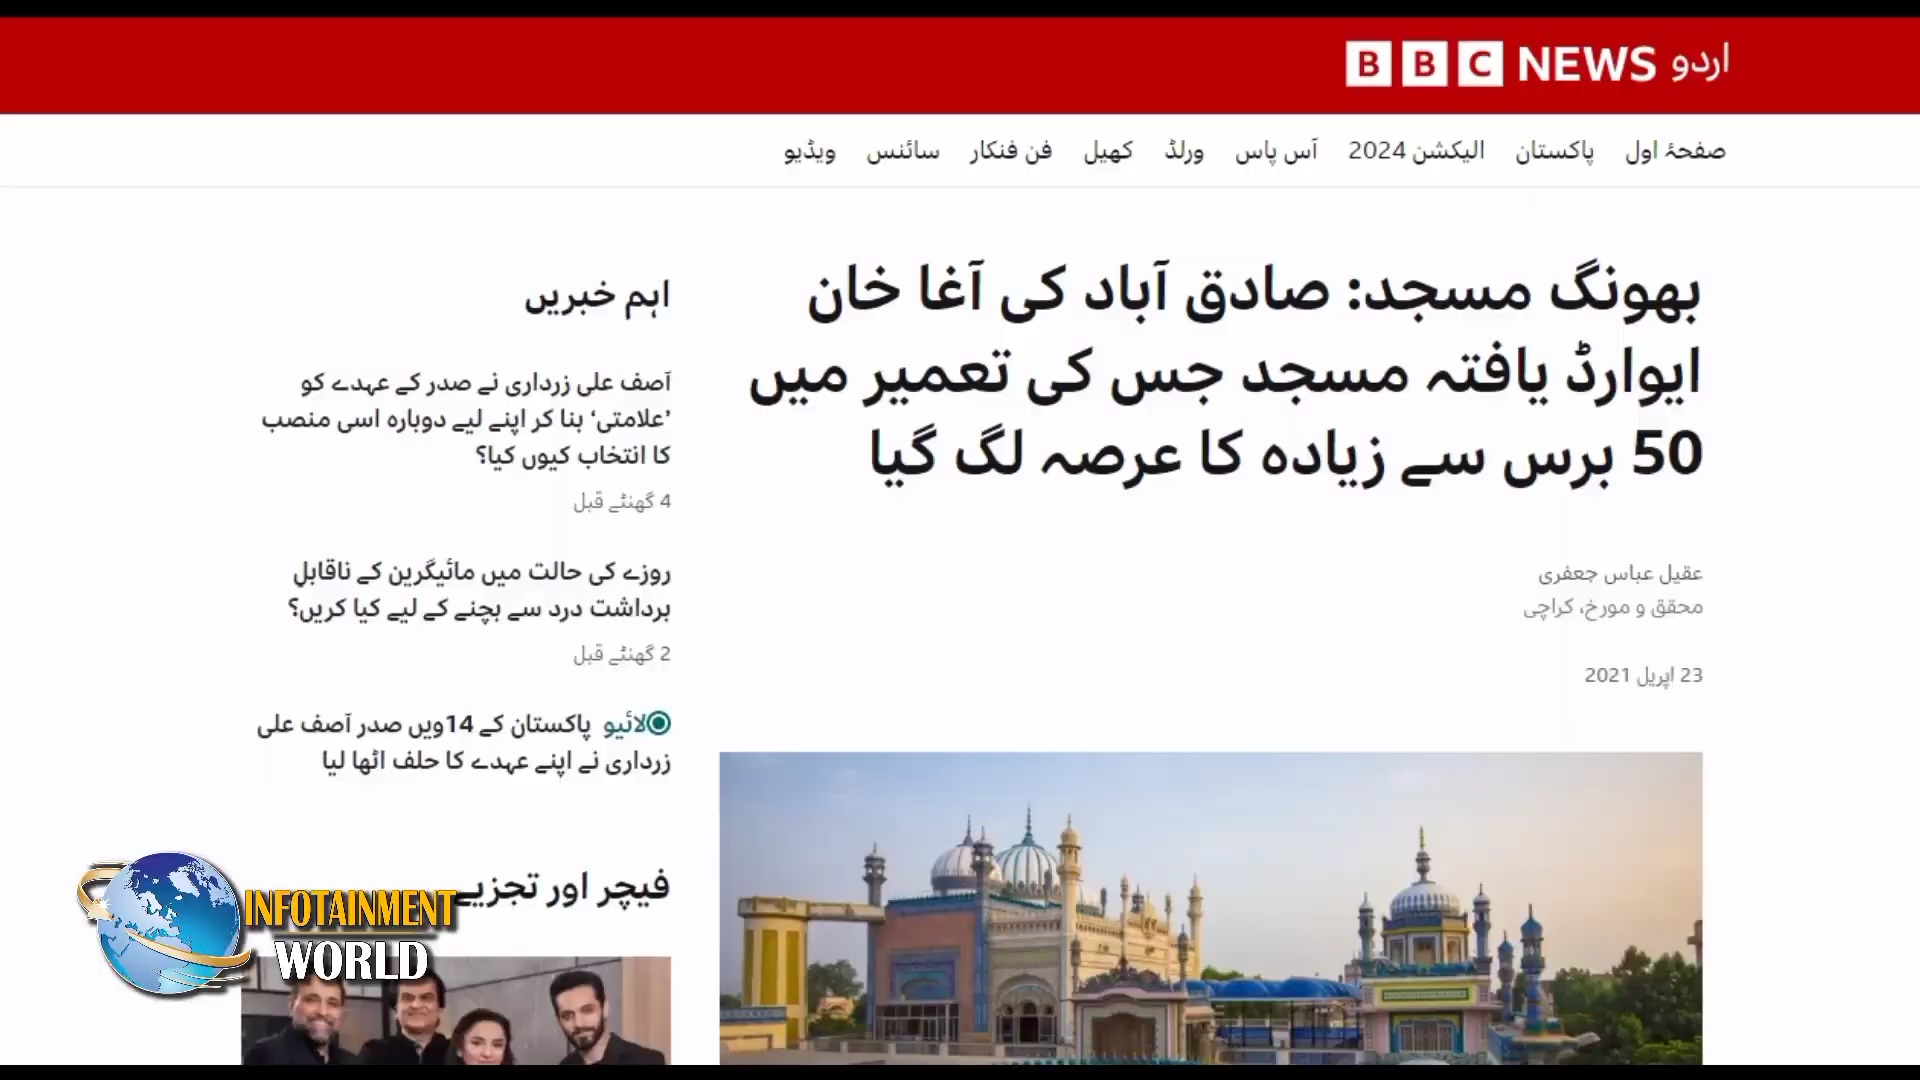 BBC NEWS اردو
صفحۂ اول پاکستان الیکشن 2024 آس پاس ورلڈ کھیل فن فنکار سائنس ویڈیو
بھونگ مسجد: صادق آباد کی آغا خان
ایوارڈ یافتہ مسجد جس کی تعمیر میں
50 برس سے زیادہ کا عرصہ لگ گیا
عقیل عباس جعفری
محقق و مورخ، کراچی
23 اپریل 2021
اہم خبریں
آصف علی زرداری نے صدر کے عہدے کو
’علامتی‘ بنا کر اپنے لیے دوبارہ اسی منصب
کا انتخاب کیوں کیا؟
4 گھنٹے قبل
روزے کی حالت میں مائیگرین کے ناقابلِ
برداشت درد سے بچنے کے لیے کیا کریں؟
2 گھنٹے قبل
لائیو پاکستان کے 14ویں صدر آصف علی
زرداری نے اپنے عہدے کا حلف اٹھا لیا
فیچر اور تجزیے
INFOTAINMENT
WORLD